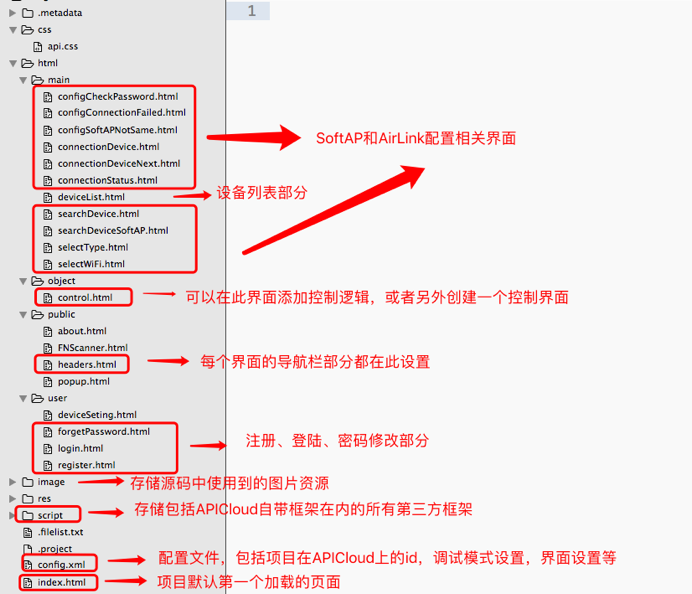 .metadata
1
css
api.css
html
main
configCheckPassword.html
configConnectionFailed.html
configSoftAPNotSame.html
SoftAP和AirLink配置相关界面
connectionDevice.html
connectionDeviceNext.html
connectionStatus.html
deviceList.html
设备列表部分
searchDevice.html
searchDeviceSoftAP.html
selectType.html
selectWiFi.html
object
control.html
可以在此界面添加控制逻辑，或者另外创建一个控制界面
public
about.html
FNScanner.html
headers.html
每个界面的导航栏部分都在此设置
popup.html
user
deviceSeting.html
forgetPassword.html
login.html
注册、登陆、密码修改部分
register.html
image
存储源码中使用到的图片资源
res
script
存储包括APICloud自带框架在内的所有第三方框架
.filelist.txt
.project
config.xml
配置文件，包括项目在APICloud上的id，调试模式设置，界面设置等
index.html
项目默认第一个加载的页面